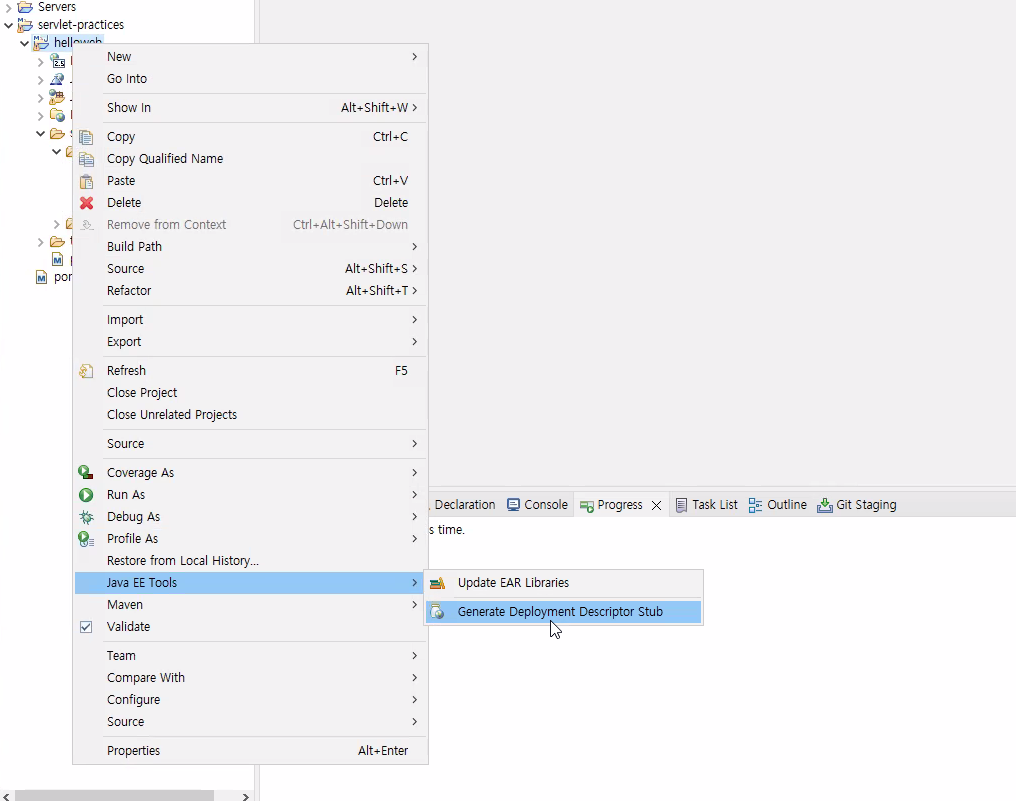 Servers
servlet-practices
helloweb
New
Go Into
Show In Alt+Shift+W
Copy Ctrl+C
Copy Qualified Name
Paste Ctrl+V
Delete Delete
Remove from Context Ctrl+Alt+Shift+Down
Build Path
Source Alt+Shift+S
Refactor Alt+Shift+T
Import
Export
Refresh F5
Close Project
Close Unrelated Projects
Source
Coverage As
Run As
Debug As
Profile As
Restore from Local History...
Java EE Tools
Maven
Validate
Team
Compare With
Configure
Source
Properties Alt+Enter
Declaration Console Progress Task List Outline Git Staging
s time.
Update EAR Libraries
Generate Deployment Descriptor Stub